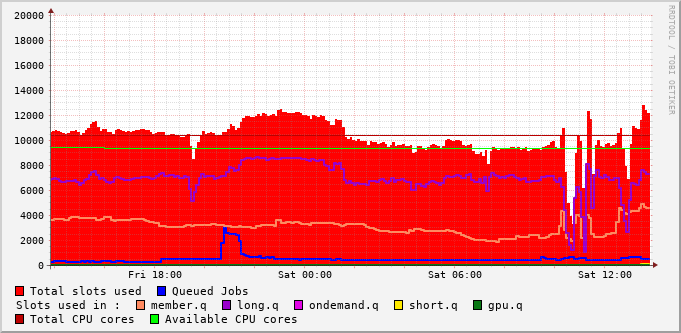 20000
18000
16000
14000
12000
10000
8000
6000
4000
2000
0
Fri 18:00 Sat 00:00 Sat 06:00 Sat 12:00
RRDTOOL / TOBI OETIKER
Total slots used Queued Jobs
Slots used in : member.q long.q ondemand.q short.q gpu.q
Total CPU cores Available CPU cores